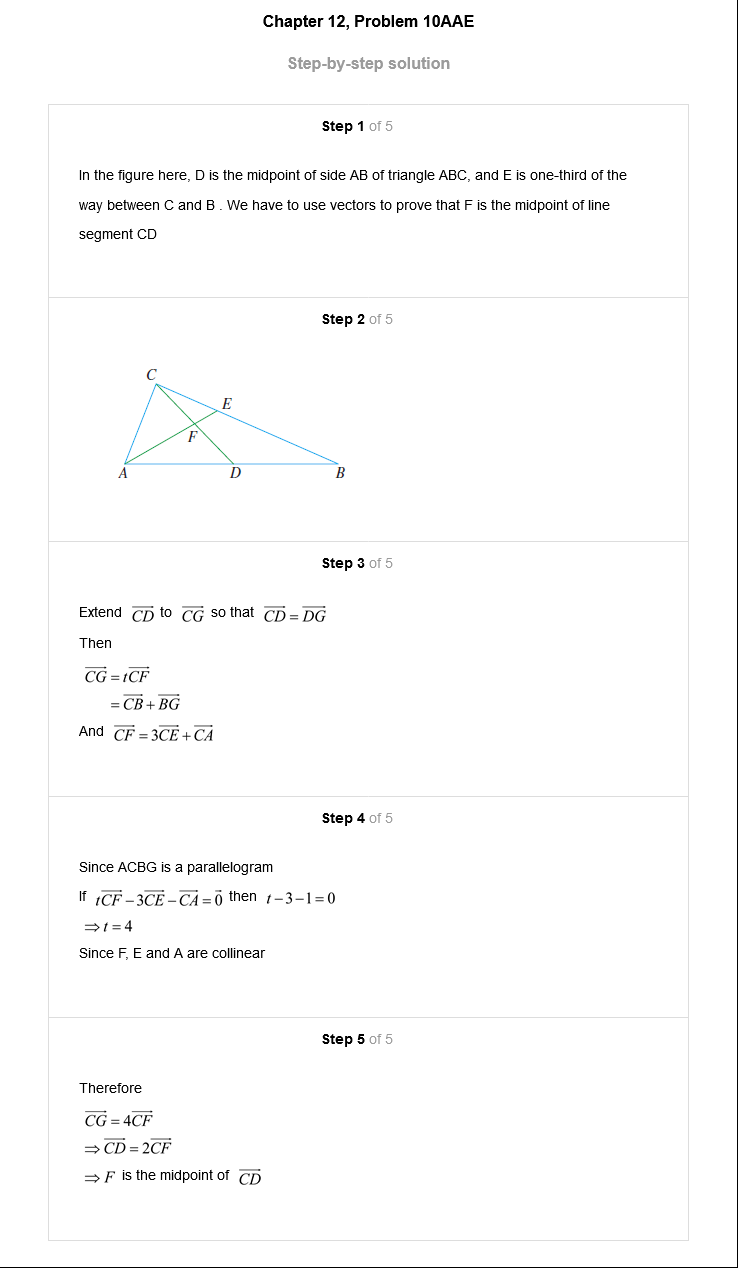 Chapter 12, Problem 10AAE
Step-by-step solution
Step 1 of 5
In the figure here, D is the midpoint of side AB of triangle ABC, and E is one-third of the
way between C and B . We have to use vectors to prove that F is the midpoint of line
segment CD
Step 2 of 5
C
E
F
A
D
B
Step 3 of 5
Extend $\overrightarrow{CD}$ to $\overrightarrow{CG}$ so that $\overrightarrow{CD} = \overrightarrow{DG}$
Then
$\overrightarrow{CG} = t\overrightarrow{CF}$
$= \overrightarrow{CB} + \overrightarrow{BG}$
And $\overrightarrow{CF} = 3\overrightarrow{CE} + \overrightarrow{CA}$
Step 4 of 5
Since ACBG is a parallelogram
If $t\overrightarrow{CF} - 3\overrightarrow{CE} - \overrightarrow{CA} = \vec{0}$ then $t - 3 - 1 = 0$
$\Rightarrow t = 4$
Since F, E and A are collinear
Step 5 of 5
Therefore
$\overrightarrow{CG} = 4\overrightarrow{CF}$
$\Rightarrow \overrightarrow{CD} = 2\overrightarrow{CF}$
$\Rightarrow F$ is the midpoint of $\overrightarrow{CD}$